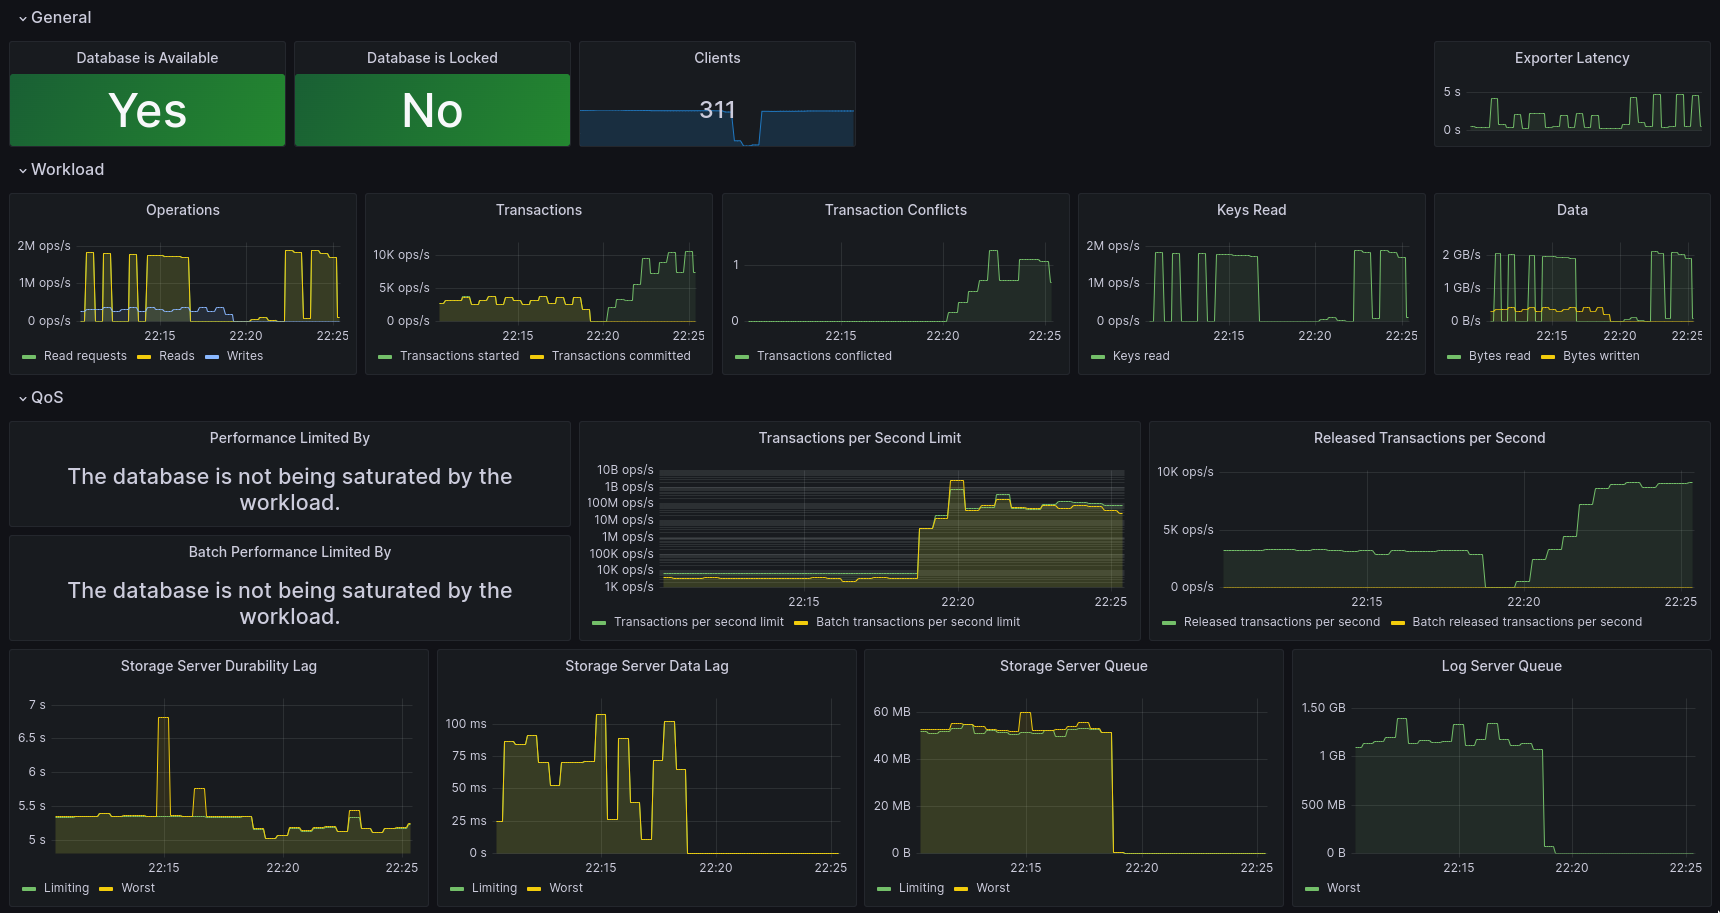 General
Database is Available
Database is Locked
Clients
Exporter Latency
Yes
No
311
5 s
0 s
Workload
Operations
Transactions
Transaction Conflicts
Keys Read
Data
2M ops/s
1M ops/s
0 ops/s
22:15
22:20
22:25
Read requests
Reads
Writes
10K ops/s
5K ops/s
0 ops/s
22:15
22:20
22:25
Transactions started
Transactions committed
1
0
22:15
22:20
22:25
Transactions conflicted
2M ops/s
1M ops/s
0 ops/s
22:15
22:20
22:25
Keys read
2 GB/s
1 GB/s
0 B/s
22:15
22:20
22:25
Bytes read
Bytes written
QoS
Performance Limited By
The database is not being saturated by the
workload.
Batch Performance Limited By
The database is not being saturated by the
workload.
Transactions per Second Limit
10B ops/s
1B ops/s
100M ops/s
10M ops/s
1M ops/s
100K ops/s
10K ops/s
1K ops/s
22:15
22:20
22:25
Transactions per second limit
Batch transactions per second limit
Released Transactions per Second
10K ops/s
5K ops/s
0 ops/s
22:15
22:20
22:25
Released transactions per second
Batch released transactions per second
Storage Server Durability Lag
7 s
6.5 s
6 s
5.5 s
5 s
22:15
22:20
22:25
Limiting
Worst
Storage Server Data Lag
100 ms
75 ms
50 ms
25 ms
0 s
22:15
22:20
22:25
Limiting
Worst
Storage Server Queue
60 MB
40 MB
20 MB
0 B
22:15
22:20
22:25
Limiting
Worst
Log Server Queue
1.50 GB
1 GB
500 MB
0 B
22:15
22:20
22:25
Worst